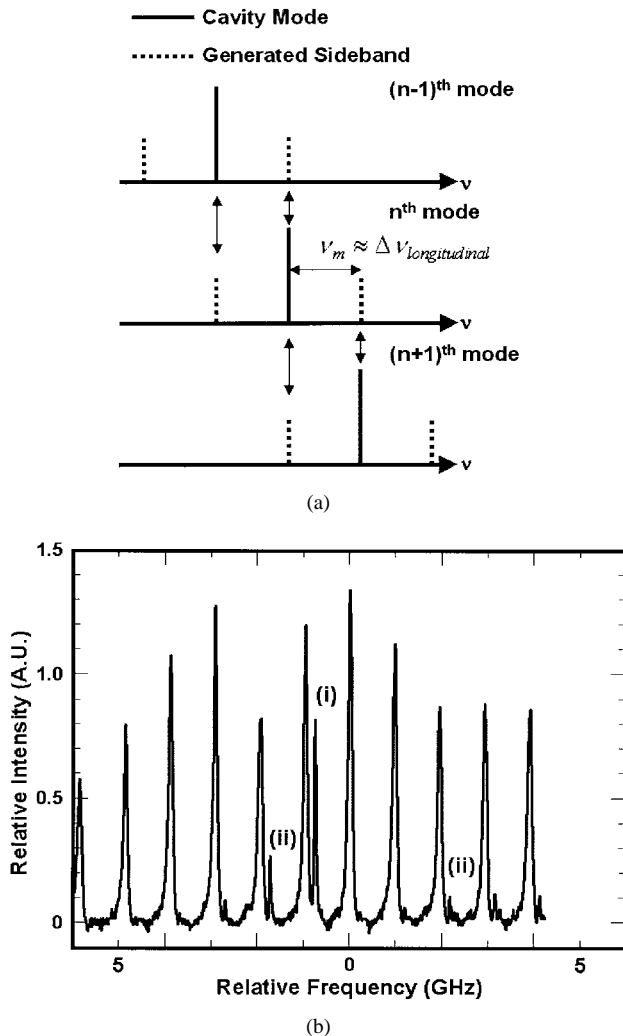 Cavity Mode
Generated Sideband
(n-1)th mode
ν
nth mode
νm ≈ Δ νlongitudinal
ν
(n+1)th mode
ν
(a)
1.5
1.0
0.5
0
Relative Intensity (A.U.)
(i)
(ii)
(ii)
5
0
5
Relative Frequency (GHz)
(b)